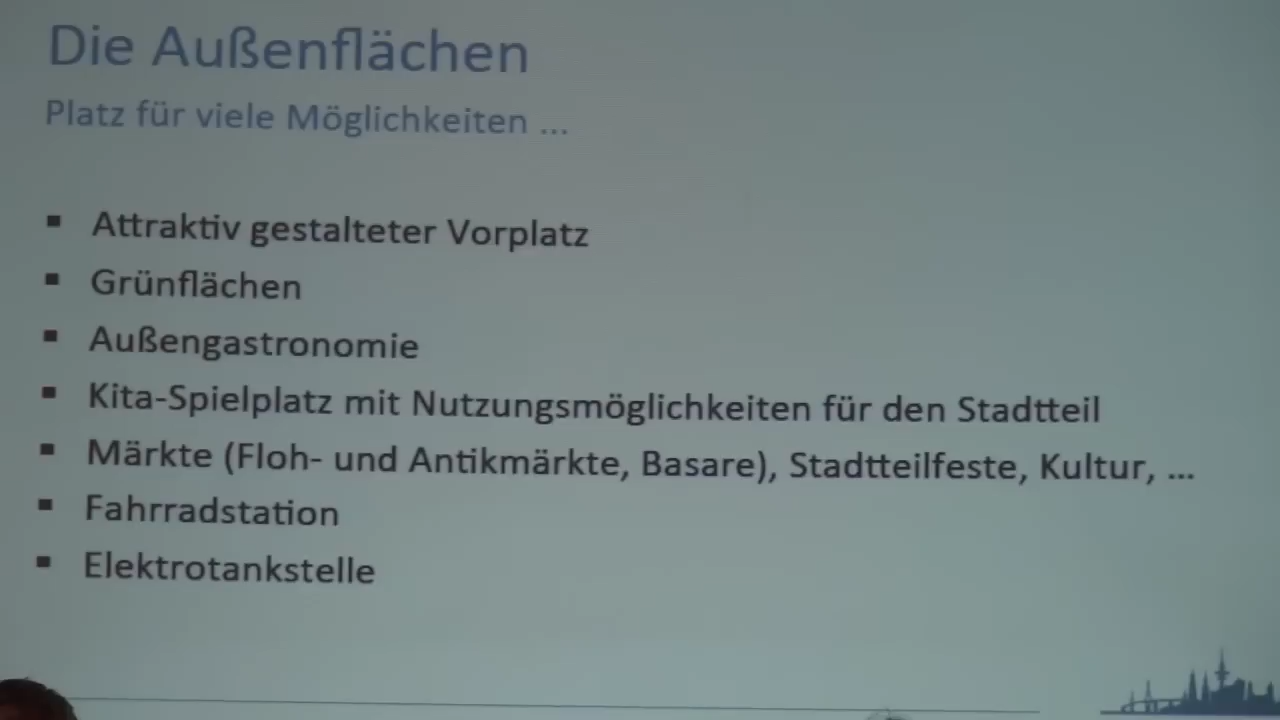 Die Außenflächen
Platz für viele Möglichkeiten ...
▪ Attraktiv gestalteter Vorplatz
▪ Grünflächen
▪ Außengastronomie
▪ Kita-Spielplatz mit Nutzungsmöglichkeiten für den Stadtteil
▪ Märkte (Floh- und Antikmärkte, Basare), Stadtteilfeste, Kultur, ...
▪ Fahrradstation
▪ Elektrotankstelle